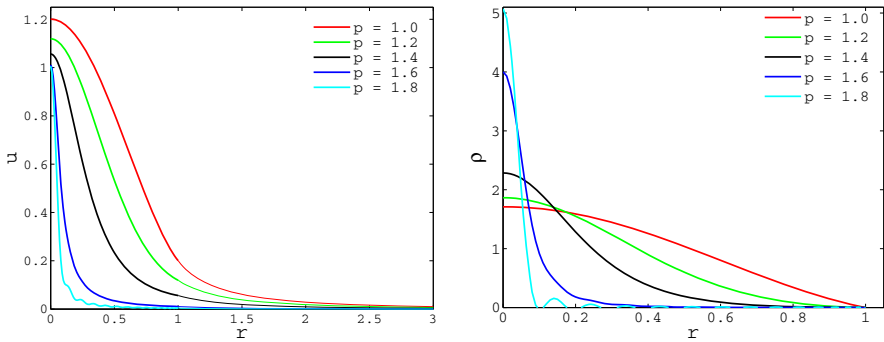 1.2
1
0.8
0.6
0.4
0.2
0
u
p = 1.0
p = 1.2
p = 1.4
p = 1.6
p = 1.8
0 0.5 1 1.5 2 2.5 3
r
5
4
3
2
1
0
ρ
p = 1.0
p = 1.2
p = 1.4
p = 1.6
p = 1.8
0 0.2 0.4 0.6 0.8 1
r